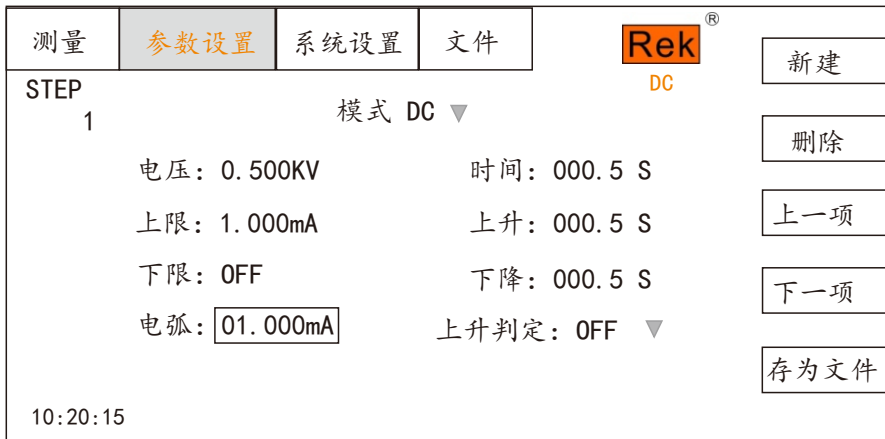 测量 参数设置 系统设置 文件 Rek®
DC
新建
STEP
1
模式 DC
删除
电压: 0.500KV 时间: 000.5 S
上限: 1.000mA 上升: 000.5 S
上一项
下限: OFF 下降: 000.5 S
下一项
电弧: 01.000mA 上升判定: OFF
存为文件
10:20:15